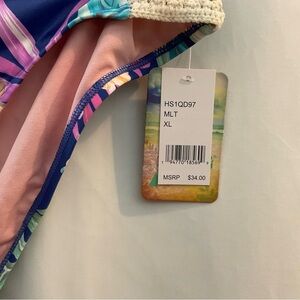 HS1QD97
MLT
XL
MSRP $34.00